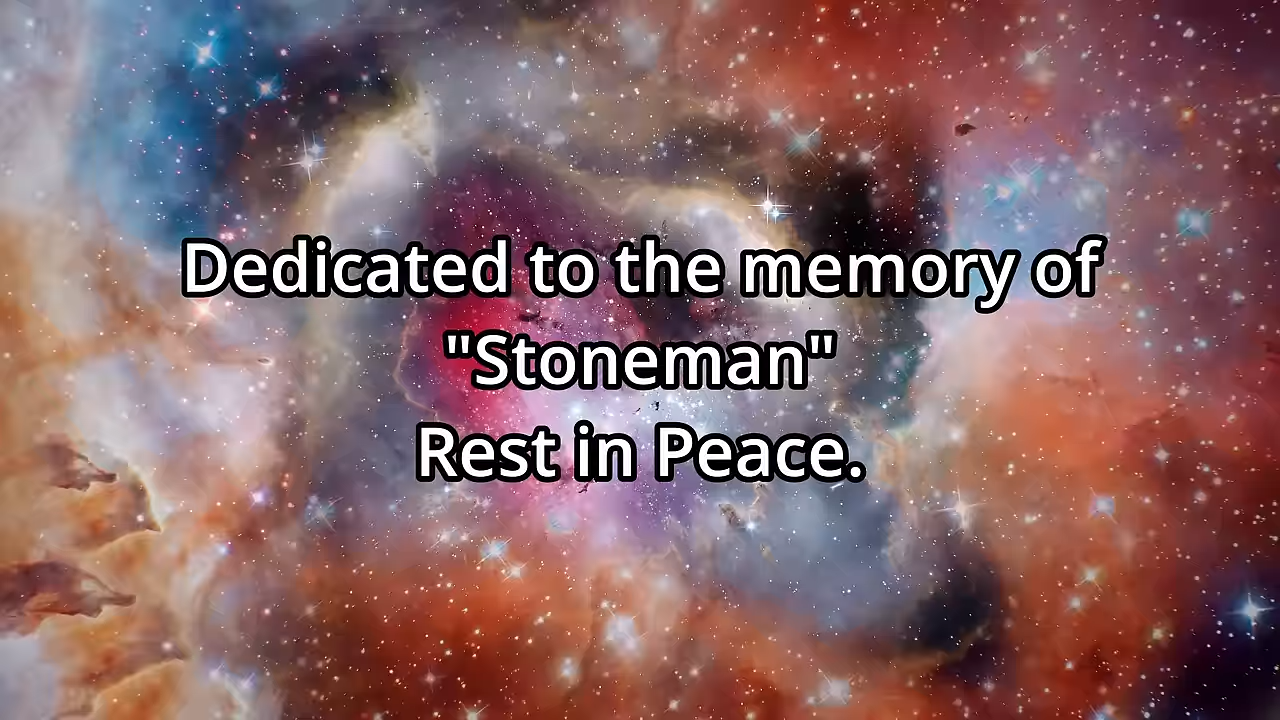 Dedicated to the memory of
"Stoneman"
Rest in Peace.